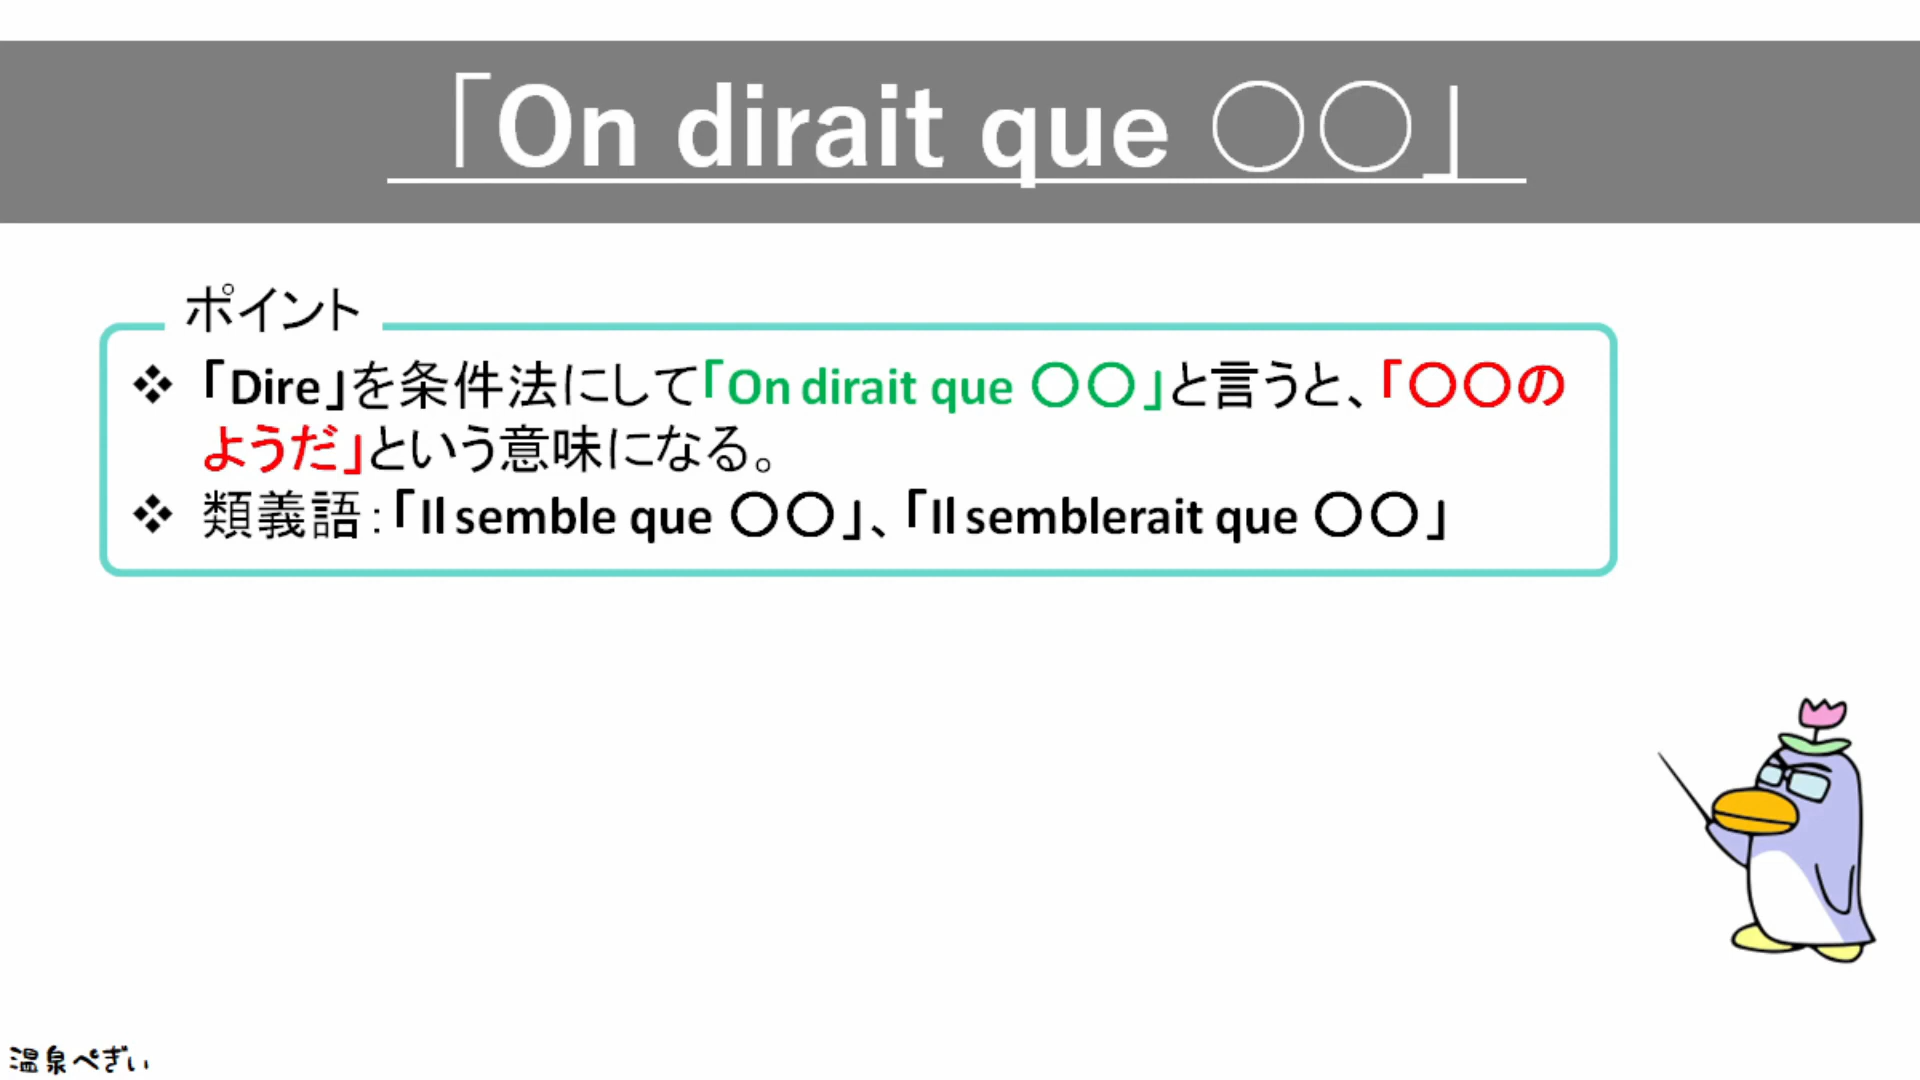 「On dirait que ○○」
ポイント
❖ 「Dire」を条件法にして「On dirait que ○○」と言うと、「○○の
ようだ」という意味になる。
❖ 類義語：「Il semble que ○○」、「Il semblerait que ○○」
温泉ぺぎぃ